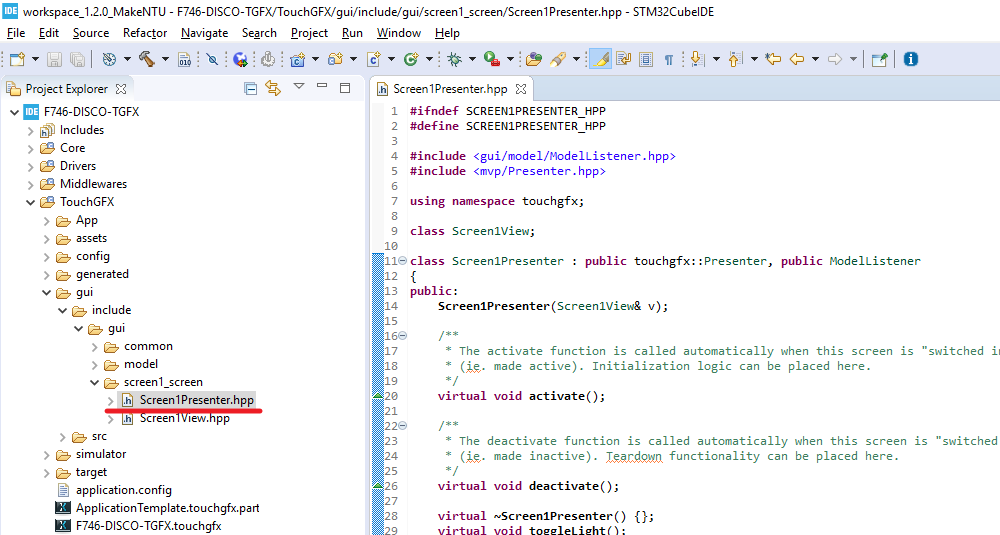 IDE workspace_1.2.0_MakeNTU - F746-DISCO-TGFX/TouchGFX/gui/include/gui/screen1_screen/Screen1Presenter.hpp - STM32CubeIDE
File Edit Source Refactor Navigate Search Project Run Window Help
Project Explorer
IDE F746-DISCO-TGFX
Includes
Core
Drivers
Middlewares
TouchGFX
App
assets
config
generated
gui
include
gui
common
model
screen1_screen
.h Screen1Presenter.hpp
.h Screen1View.hpp
src
simulator
target
application.config
ApplicationTemplate.touchgfx.part
F746-DISCO-TGFX.touchgfx
.h Screen1Presenter.hpp
1 #ifndef SCREEN1PRESENTER_HPP
2 #define SCREEN1PRESENTER_HPP
3
4 #include <gui/model/ModelListener.hpp>
5 #include <mvp/Presenter.hpp>
6
7 using namespace touchgfx;
8
9 class Screen1View;
10
11 class Screen1Presenter : public touchgfx::Presenter, public ModelListener
12 {
13 public:
14 Screen1Presenter(Screen1View& v);
15
16 /**
17 * The activate function is called automatically when this screen is "switched in
18 * (ie. made active). Initialization logic can be placed here.
19 */
20 virtual void activate();
21
22 /**
23 * The deactivate function is called automatically when this screen is "switched
24 * (ie. made inactive). Teardown functionality can be placed here.
25 */
26 virtual void deactivate();
27
28 virtual ~Screen1Presenter() {};
29 virtual void toggleLight();